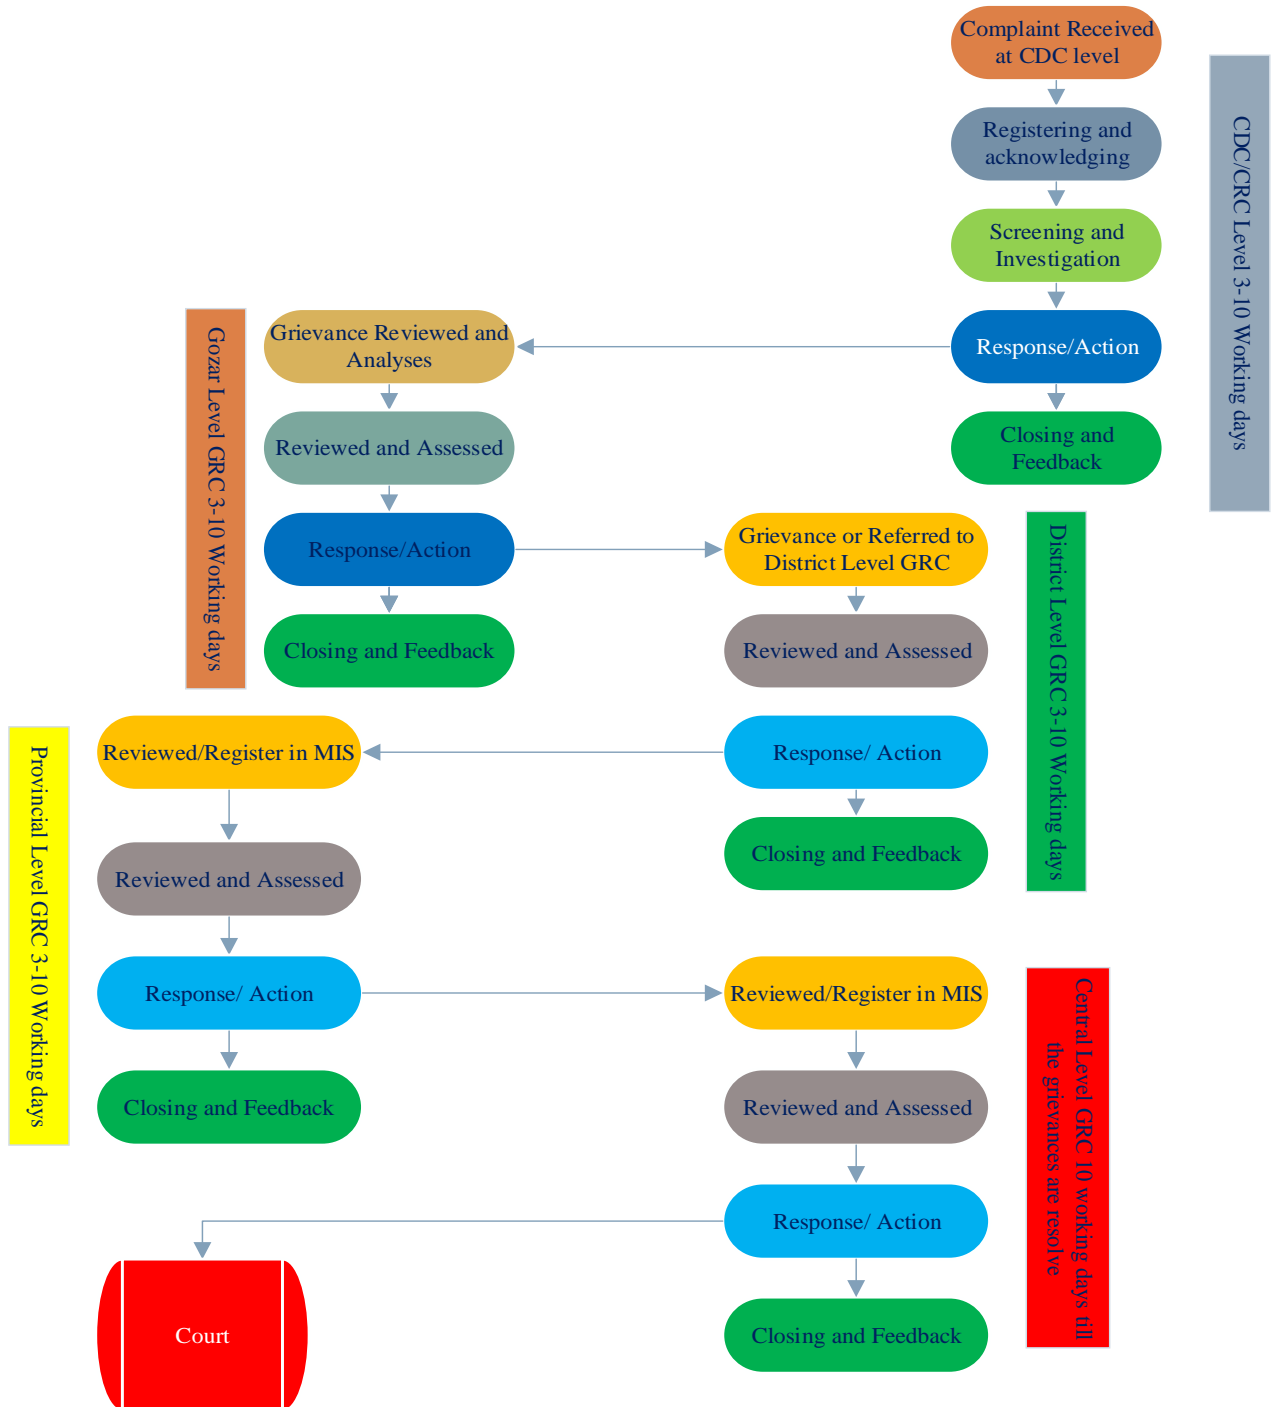 Complaint Received
at CDC level
Registering and
acknowledging
Screening and
Investigation
Response/Action
Closing and
Feedback
CDC/CRC Level 3-10 Working days
Grievance Reviewed and
Analyses
Reviewed and Assessed
Response/Action
Closing and Feedback
Gozar Level GRC 3-10 Working days
Grievance or Referred to
District Level GRC
Reviewed and Assessed
Response/ Action
Closing and Feedback
District Level GRC 3-10 Working days
Reviewed/Register in MIS
Reviewed and Assessed
Response/ Action
Closing and Feedback
Provincial Level GRC 3-10 Working days
Reviewed/Register in MIS
Reviewed and Assessed
Response/ Action
Closing and Feedback
Central Level GRC 10 working days till
the grievances are resolve
Court